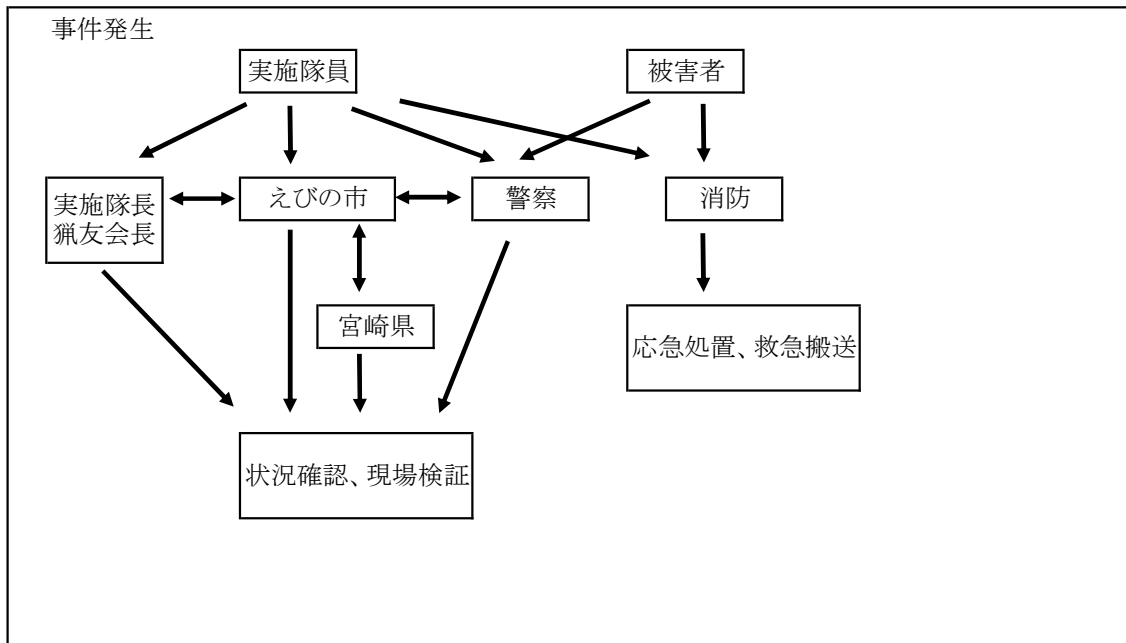 事件発生
実施隊員
被害者
実施隊長
猟友会長
えびの市
警察
消防
宮崎県
応急処置、救急搬送
状況確認、現場検証